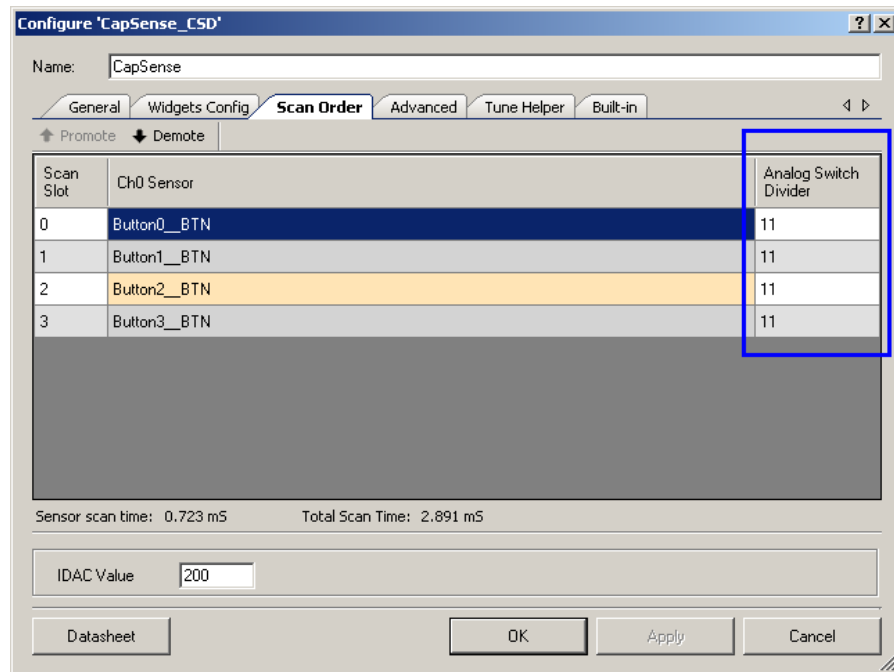 Configure 'CapSense_CSD'
Name: CapSense
General Widgets Config Scan Order Advanced Tune Helper Built-in
Promote Demote
Scan Slot Ch0 Sensor Analog Switch Divider
0 Button0__BTN 11
1 Button1__BTN 11
2 Button2__BTN 11
3 Button3__BTN 11
Sensor scan time: 0.723 mS Total Scan Time: 2.891 mS
IDAC Value 200
Datasheet OK Apply Cancel